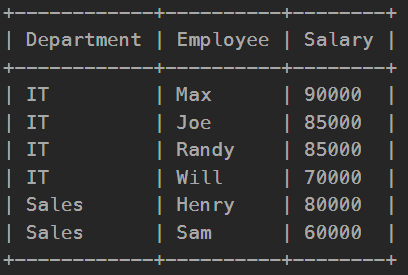 +------------+----------+--------+
| Department | Employee | Salary |
+------------+----------+--------+
| IT         | Max      | 90000  |
| IT         | Joe      | 85000  |
| IT         | Randy    | 85000  |
| IT         | Will     | 70000  |
| Sales      | Henry    | 80000  |
| Sales      | Sam      | 60000  |
+------------+----------+--------+